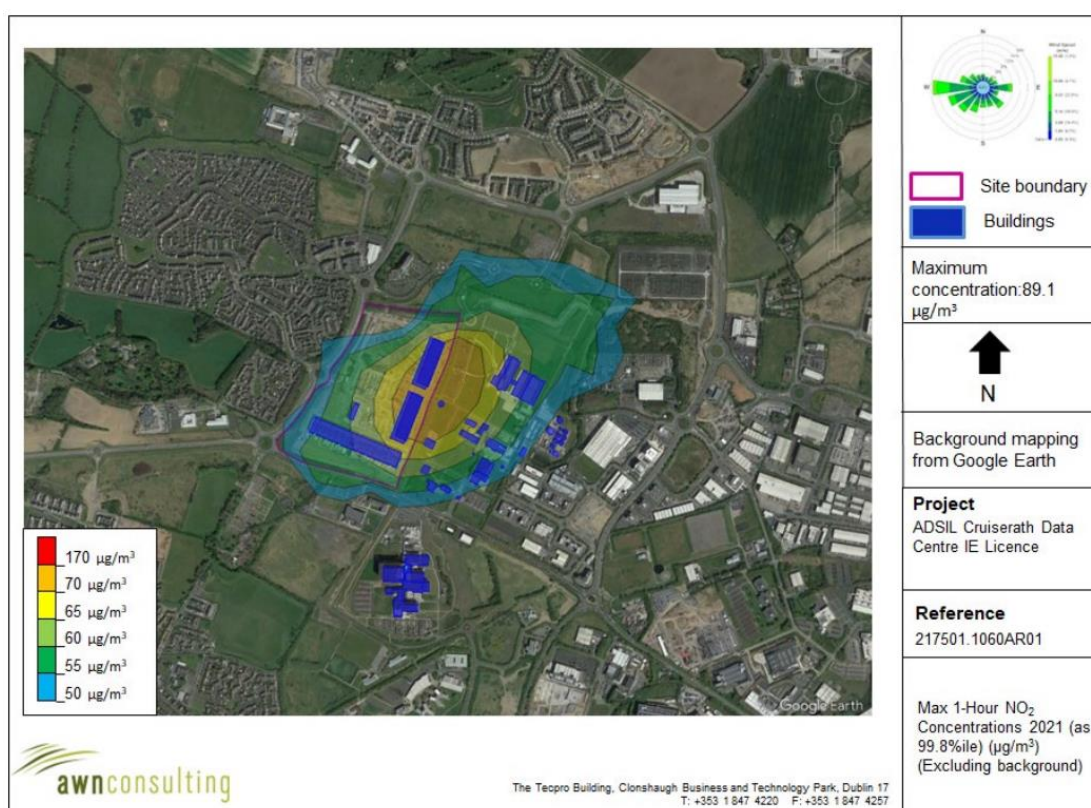 N
S
Site boundary
Buildings
Maximum
concentration:89.1
µg/m³
N
Background mapping
from Google Earth
Project
ADSIL Cruiserath Data
Centre IE Licence
Reference
217501.1060AR01
Max 1-Hour NO₂
Concentrations 2021 (as
99.8%ile) (µg/m³)
(Excluding background)
170 µg/m³
70 µg/m³
65 µg/m³
60 µg/m³
55 µg/m³
50 µg/m³
Google Earth
awnconsulting
The Tecpro Building, Clonshaugh Business and Technology Park, Dublin 17
T: +353 1 847 4220 F: +353 1 847 4257